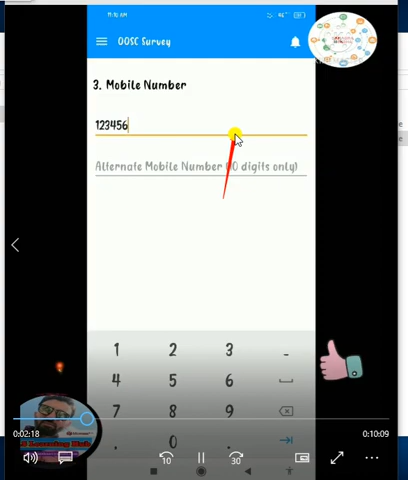 11:10 AM
OOSC Survey
3. Mobile Number
123456
Alternate Mobile Number (10 digits only)
1 2 3 -
4 5 6
7 8 9
. 0 .
0:02:18
0:10:09
10
30